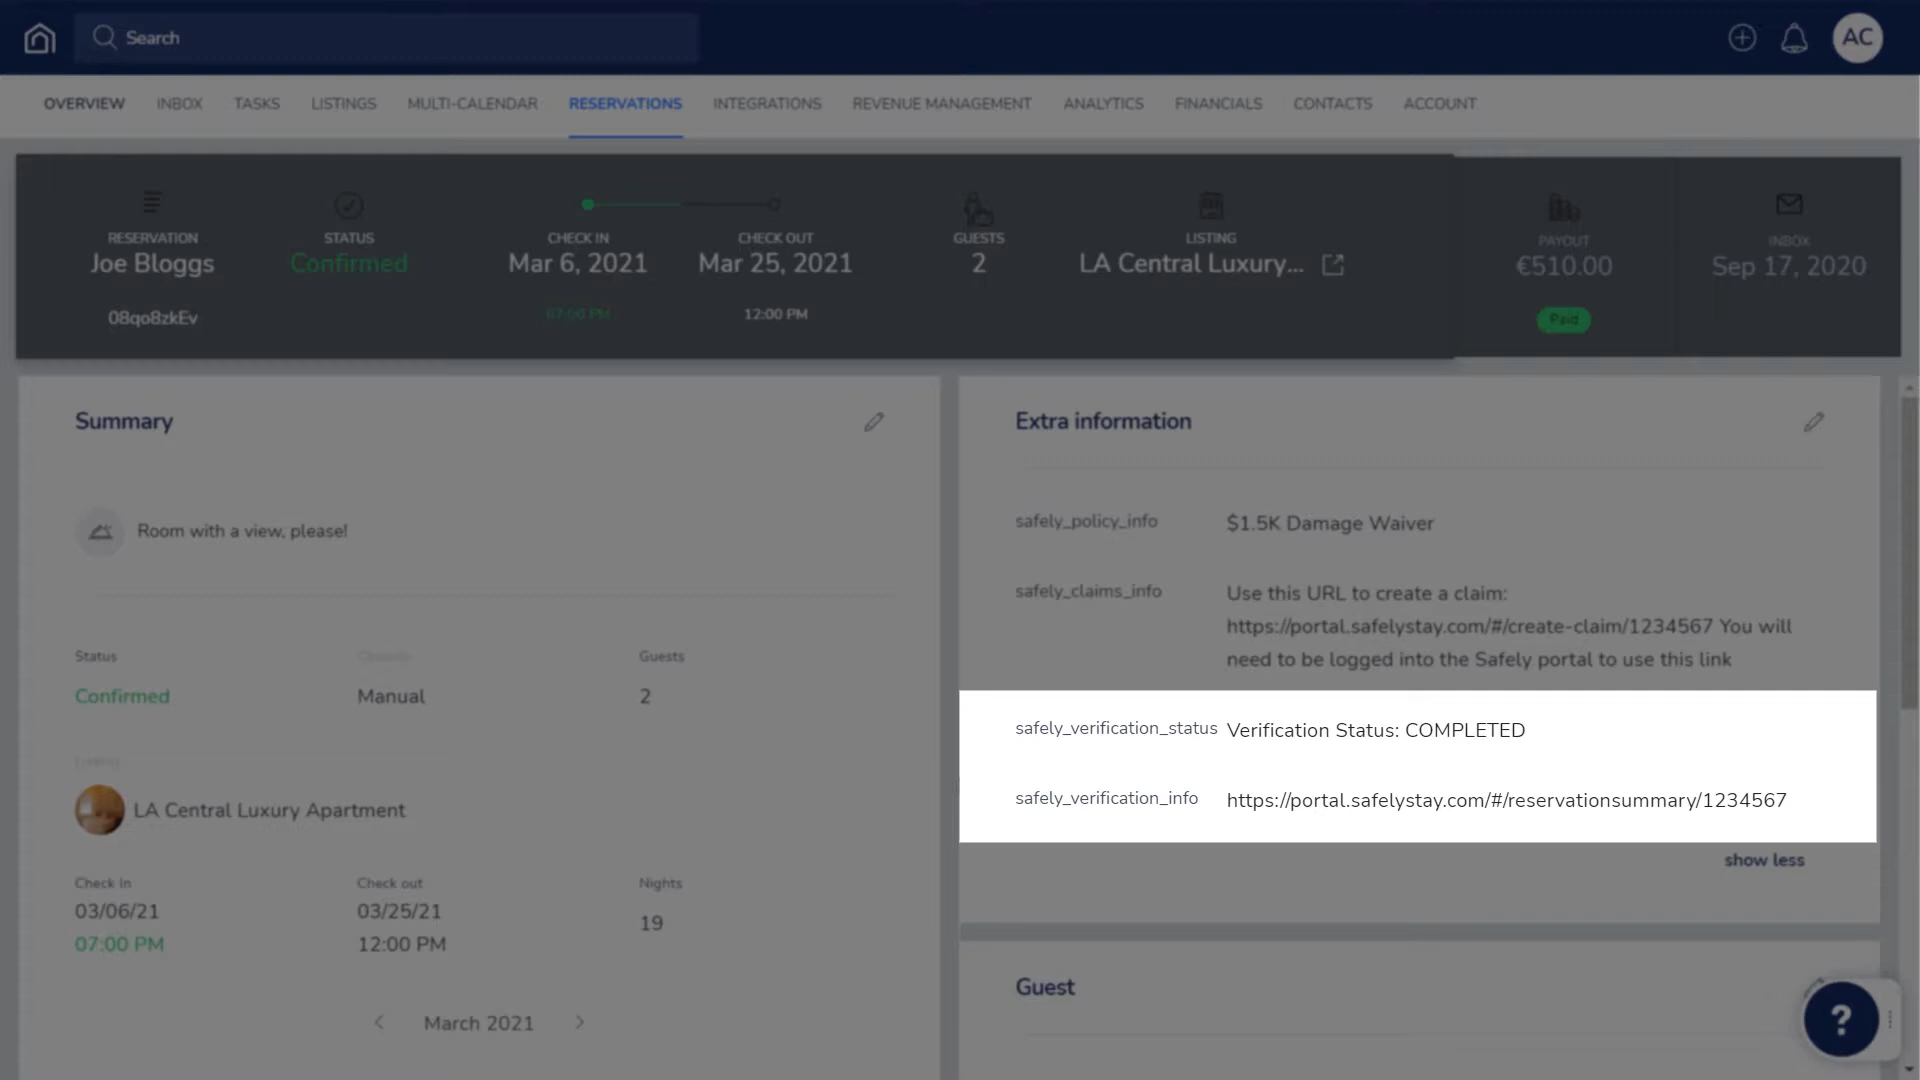 Search
AC
OVERVIEW INBOX TASKS LISTINGS MULTI-CALENDAR RESERVATIONS INTEGRATIONS REVENUE MANAGEMENT ANALYTICS FINANCIALS CONTACTS ACCOUNT
RESERVATION
Joe Bloggs
08qo8zkEv
STATUS
Confirmed
CHECK IN
Mar 6, 2021
07:00 PM
CHECK OUT
Mar 25, 2021
12:00 PM
GUESTS
2
LISTING
LA Central Luxury...
PAYOUT
€510.00
Paid
INBOX
Sep 17, 2020
Summary
Room with a view, please!
Status
Confirmed
Manual
Guests
2
LA Central Luxury Apartment
Check In
03/06/21
07:00 PM
Check out
03/25/21
12:00 PM
Nights
19
March 2021
Extra information
safely_policy_info $1.5K Damage Waiver
safely_claims_info Use this URL to create a claim:
https://portal.safelystay.com/#/create-claim/1234567 You will
need to be logged into the Safely portal to use this link
safely_verification_status Verification Status: COMPLETED
safely_verification_info https://portal.safelystay.com/#/reservationsummary/1234567
show less
Guest
?